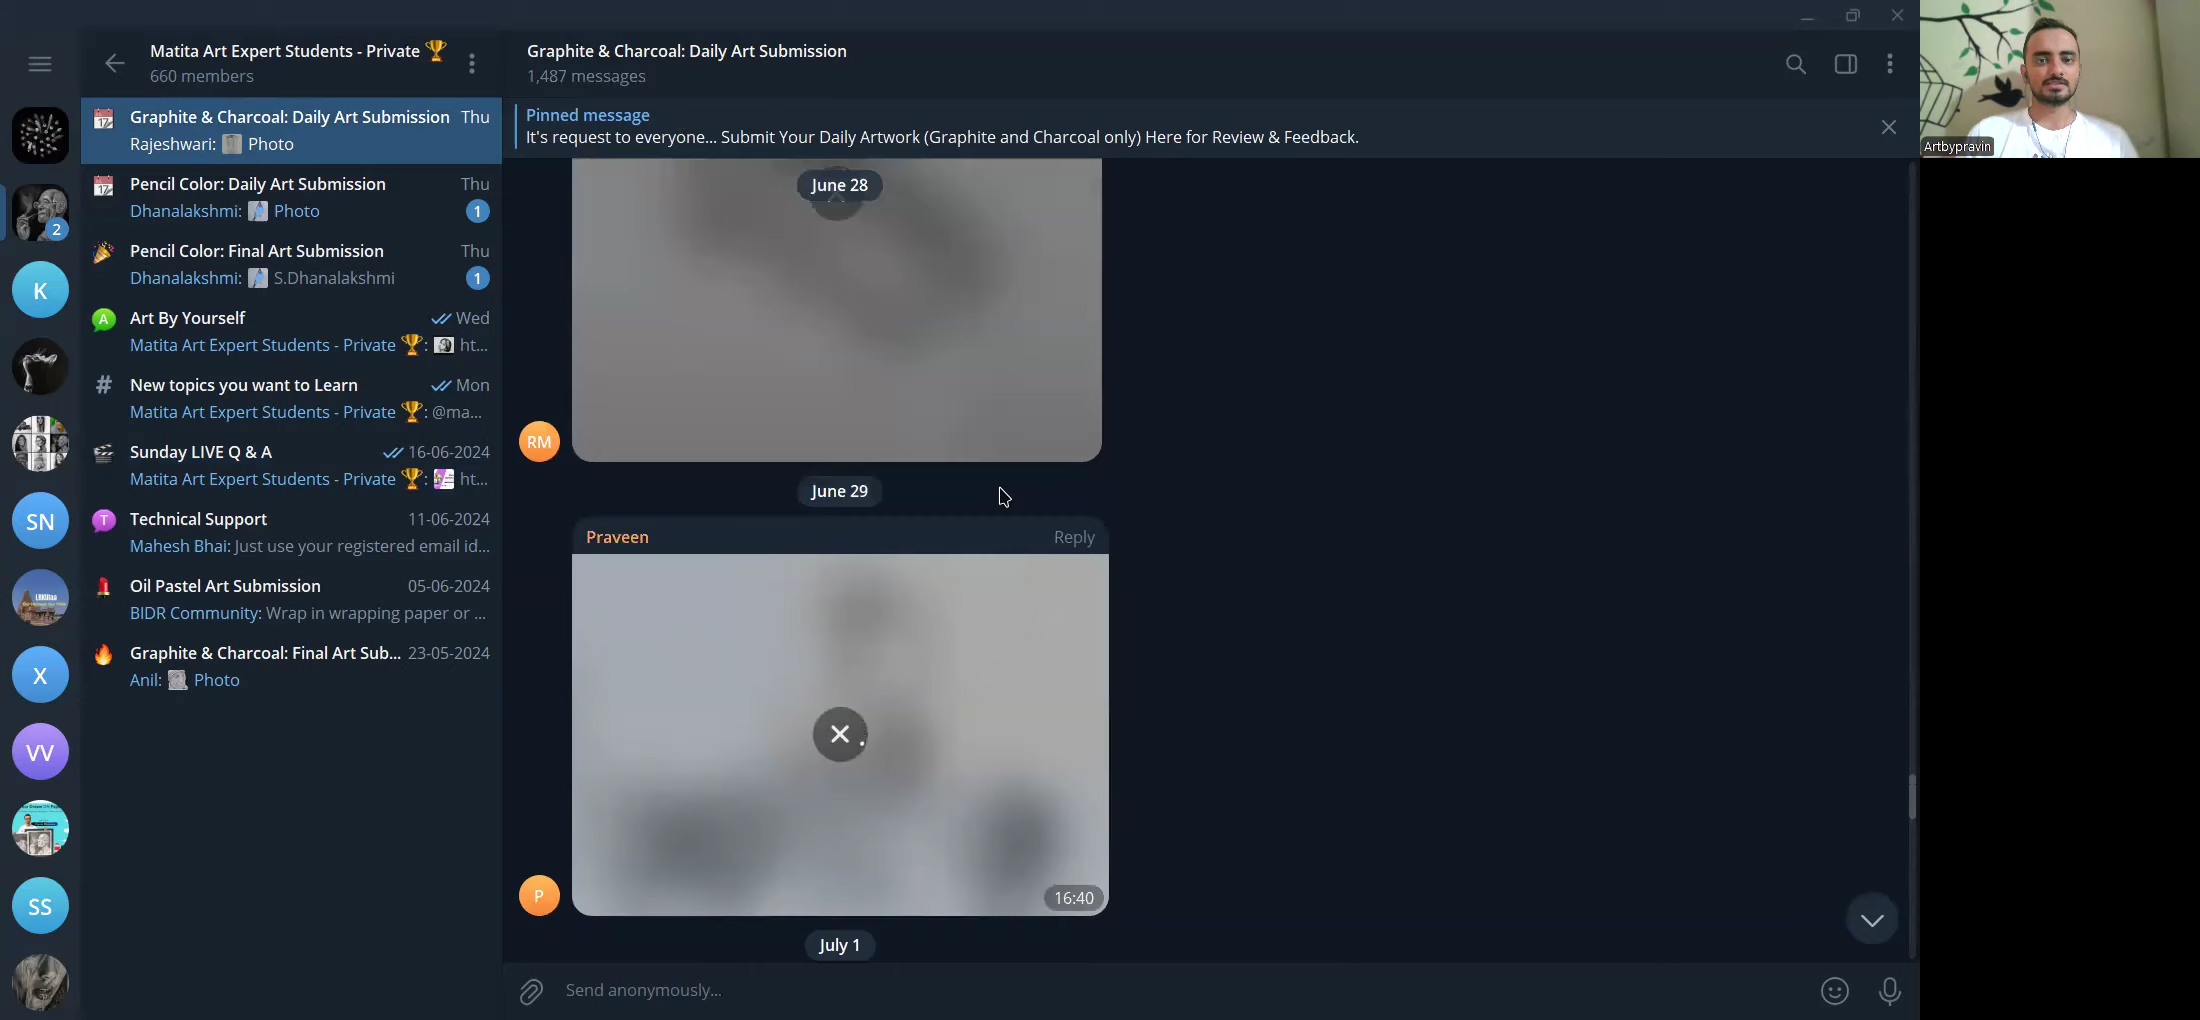 Matita Art Expert Students - Private 🏆
660 members
Graphite & Charcoal: Daily Art Submission Thu
Rajeshwari: Photo
Pencil Color: Daily Art Submission Thu
Dhanalakshmi: Photo 1
Pencil Color: Final Art Submission Thu
Dhanalakshmi: S.Dhanalakshmi 1
A Art By Yourself Wed
Matita Art Expert Students - Private 🏆: ht...
# New topics you want to Learn Mon
Matita Art Expert Students - Private 🏆: @ma...
Sunday LIVE Q & A 16-06-2024
Matita Art Expert Students - Private 🏆: ht...
T Technical Support 11-06-2024
Mahesh Bhai: Just use your registered email id...
Oil Pastel Art Submission 05-06-2024
BIDR Community: Wrap in wrapping paper or ...
Graphite & Charcoal: Final Art Sub... 23-05-2024
Anil: Photo
2
K
SN
X
VV
SS
Graphite & Charcoal: Daily Art Submission
1,487 messages
Pinned message
It's request to everyone... Submit Your Daily Artwork (Graphite and Charcoal only) Here for Review & Feedback.
June 28
RM
June 29
Praveen Reply
16:40
P
July 1
Send anonymously...
Artbypravin